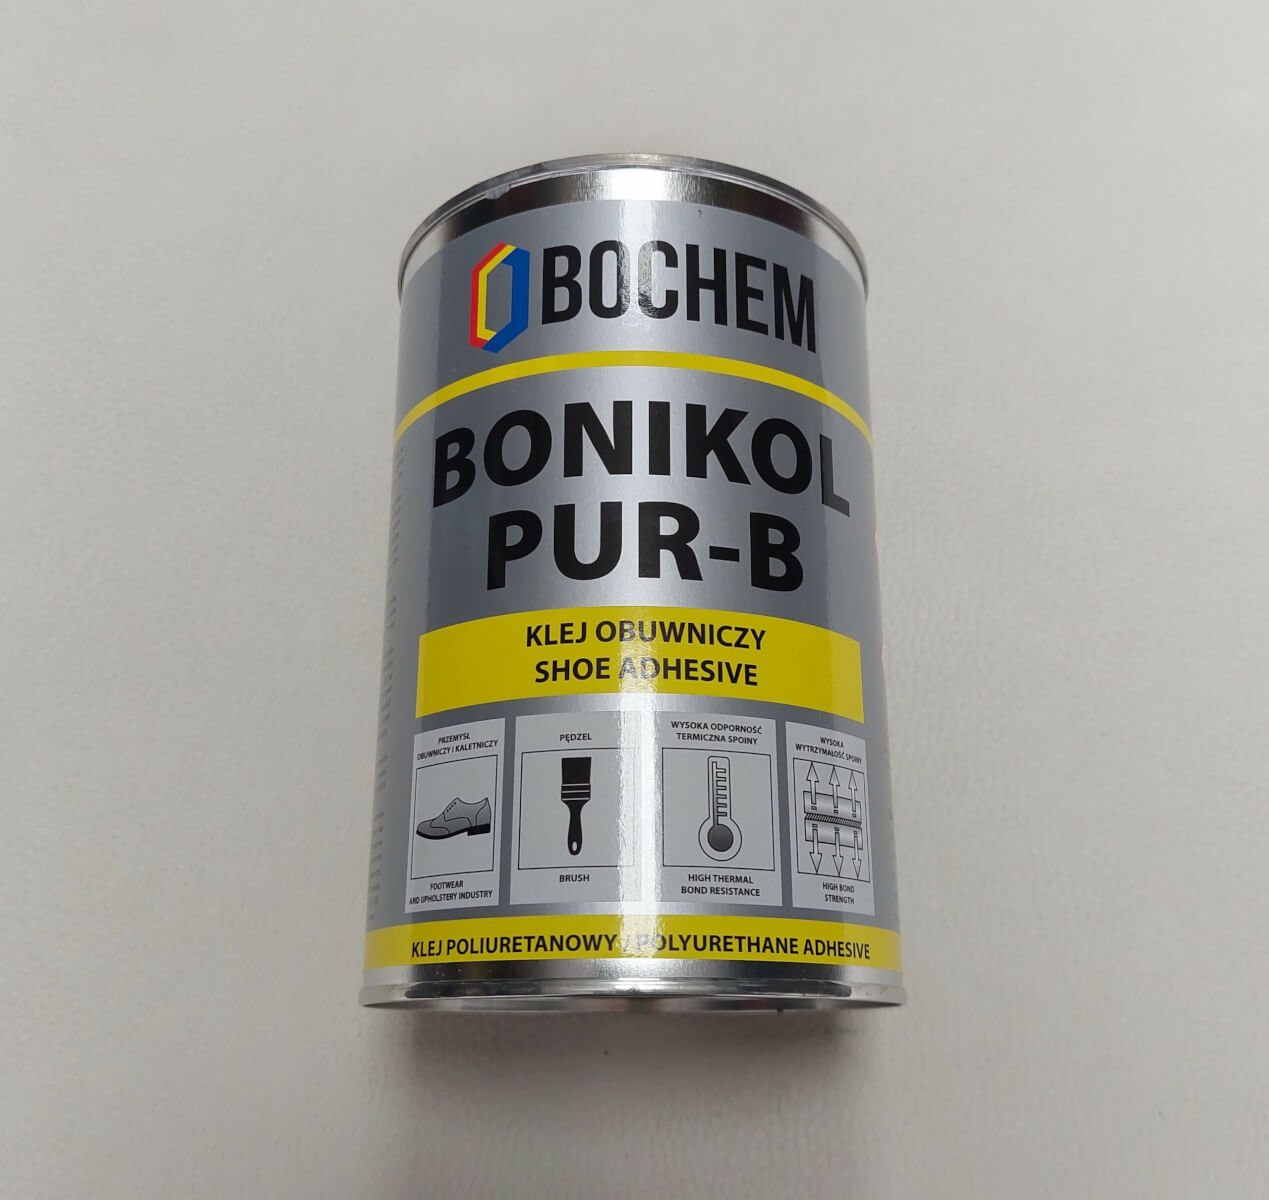 BOCHEM
BONIKOL
PUR-B
KLEJ OBUWNICZY
SHOE ADHESIVE
PRZEMYSŁ
OBUWNICZY I KALETNICZY
FOOTWEAR
AND UPHOLSTERY INDUSTRY
PĘDZEL
BRUSH
WYSOKA ODPORNOŚĆ
TERMICZNA SPOINY
HIGH THERMAL
BOND RESISTANCE
WYSOKA
WYTRZYMAŁOŚĆ SPOINY
HIGH BOND
STRENGTH
KLEJ POLIURETANOWY / POLYURETHANE ADHESIVE